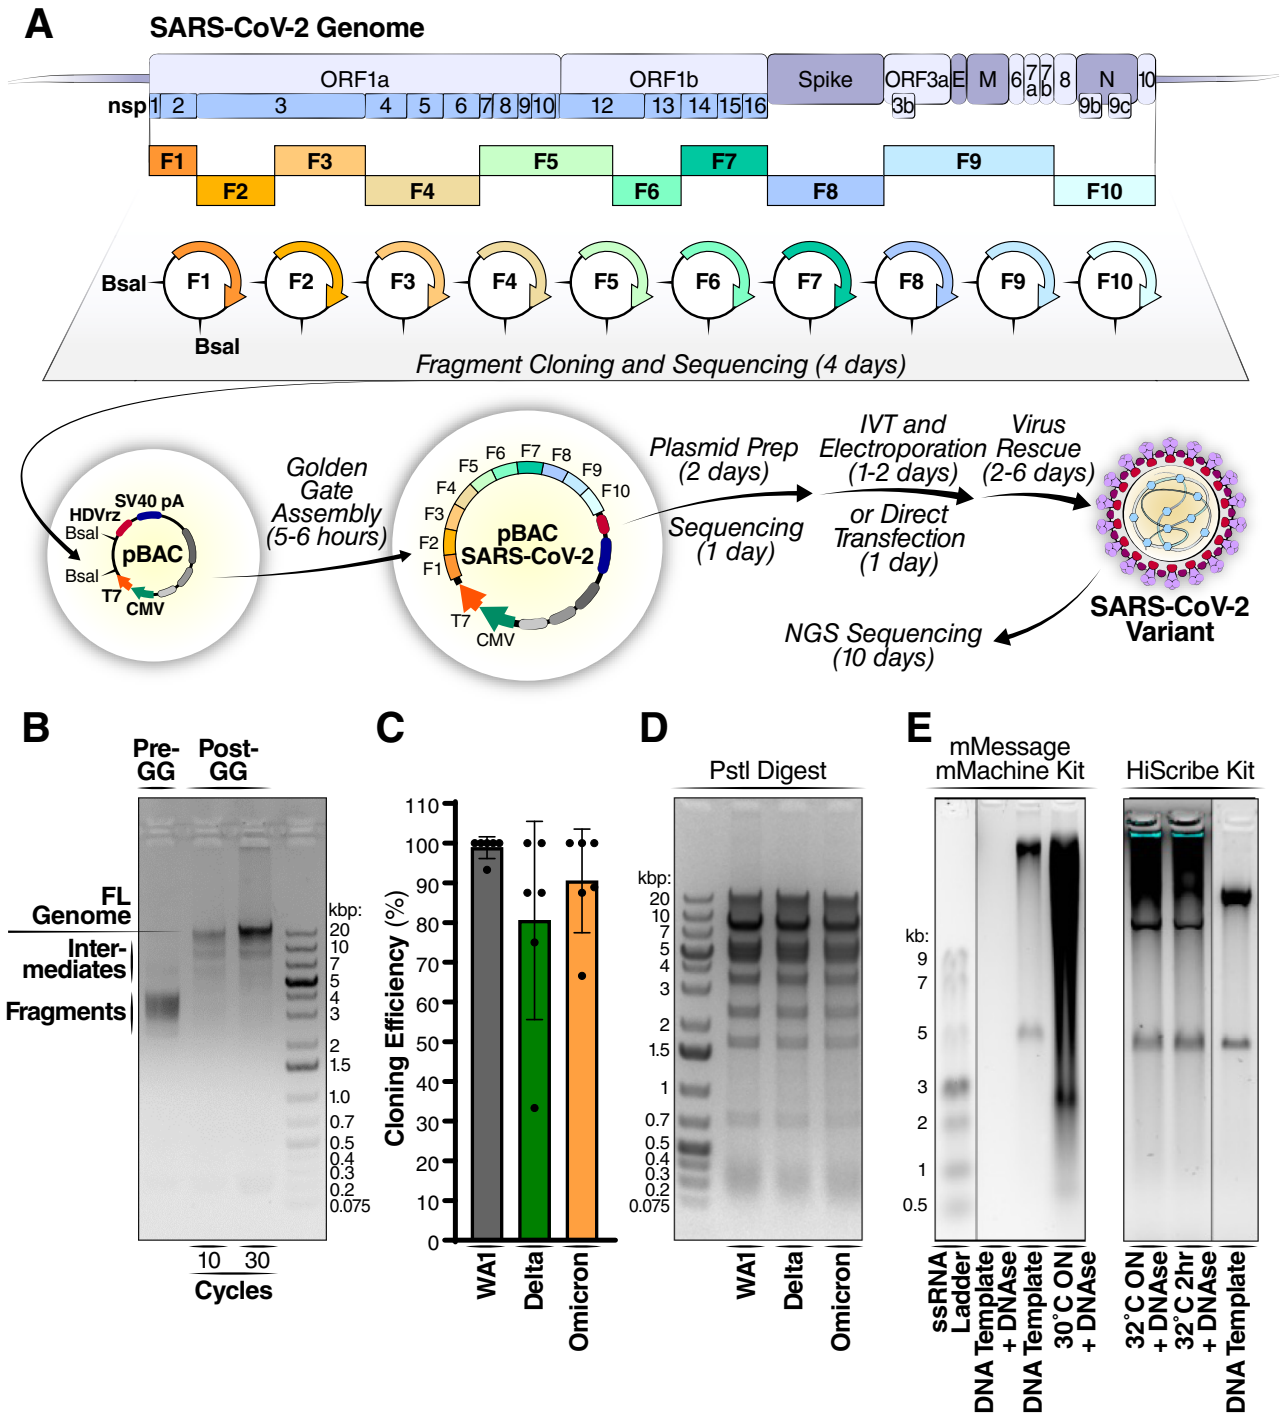 A
SARS-CoV-2 Genome
ORF1a
ORF1b
Spike
ORF3a
E
M
6
7a
7b
8
N
10
3b
9b
9c
nsp
1
2
3
4
5
6
7
8
9
10
12
13
14
15
16
F1
F3
F5
F7
F9
F2
F4
F6
F8
F10
BsaI
F1
F2
F3
F4
F5
F6
F7
F8
F9
F10
BsaI
Fragment Cloning and Sequencing (4 days)
SV40 pA
HDVrz
BsaI
pBAC
BsaI
T7
CMV
Golden
Gate
Assembly
(5-6 hours)
F1
F2
F3
F4
F5
F6
F7
F8
F9
F10
pBAC
SARS-CoV-2
T7
CMV
Plasmid Prep
(2 days)
Sequencing
(1 day)
IVT and
Electroporation
(1-2 days)
or Direct
Transfection
(1 day)
Virus
Rescue
(2-6 days)
SARS-CoV-2
Variant
NGS Sequencing
(10 days)
B
Pre-
GG
Post-
GG
FL
Genome
Inter-
mediates
Fragments
kbp:
20
10
7
5
4
3
2
1.5
1.0
0.7
0.5
0.4
0.3
0.2
0.075
10
30
Cycles
C
Cloning Efficiency (%)
110
100
90
80
70
60
50
40
30
20
10
0
WA1
Delta
Omicron
D
PstI Digest
kbp:
20
10
7
5
4
3
2
1.5
1
0.7
0.5
0.4
0.3
0.2
0.075
WA1
Delta
Omicron
E
mMessage
mMachine Kit
HiScribe Kit
kb:
9
7
5
3
2
1
0.5
ssRNA
Ladder
DNA Template
+ DNAse
DNA Template
30˚C ON
+ DNAse
32˚C ON
+ DNAse
32˚C 2hr
+ DNAse
DNA Template